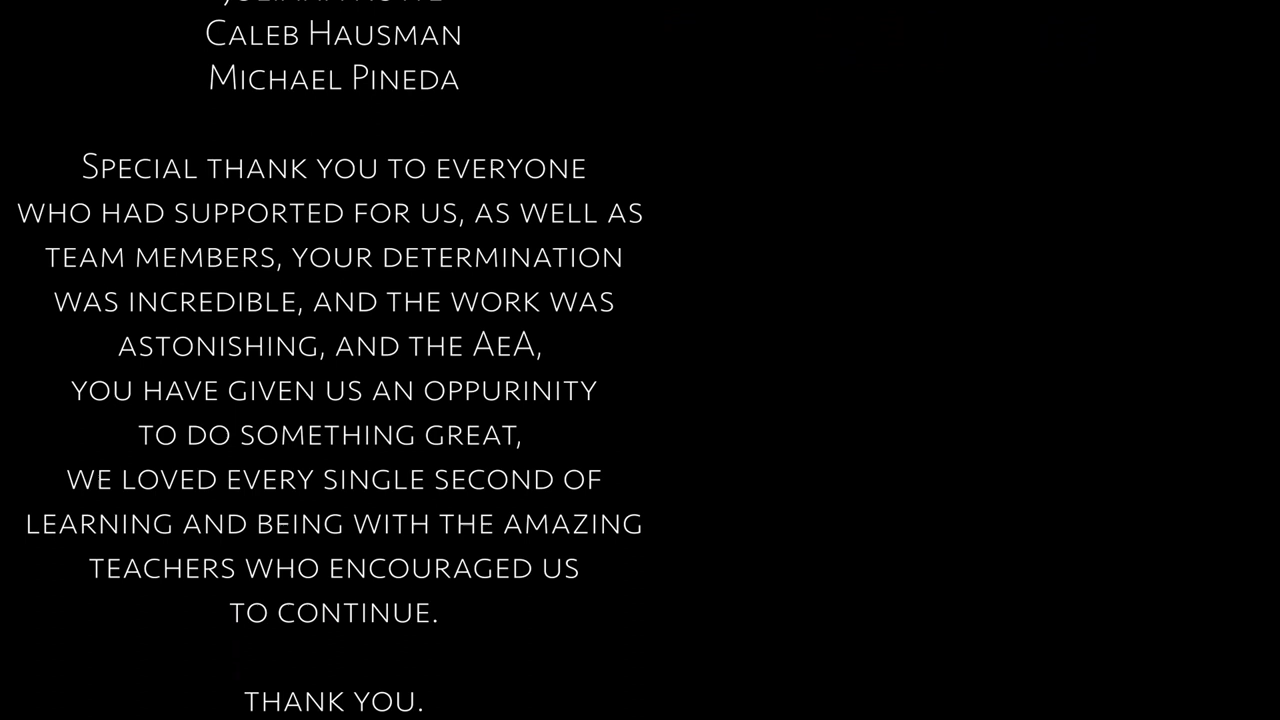 Caleb Hausman
Michael Pineda
Special thank you to everyone
who had supported for us, as well as
team members, your determination
was incredible, and the work was
astonishing, and the AeA,
you have given us an oppurinity
to do something great,
we loved every single second of
learning and being with the amazing
teachers who encouraged us
to continue.
thank you.